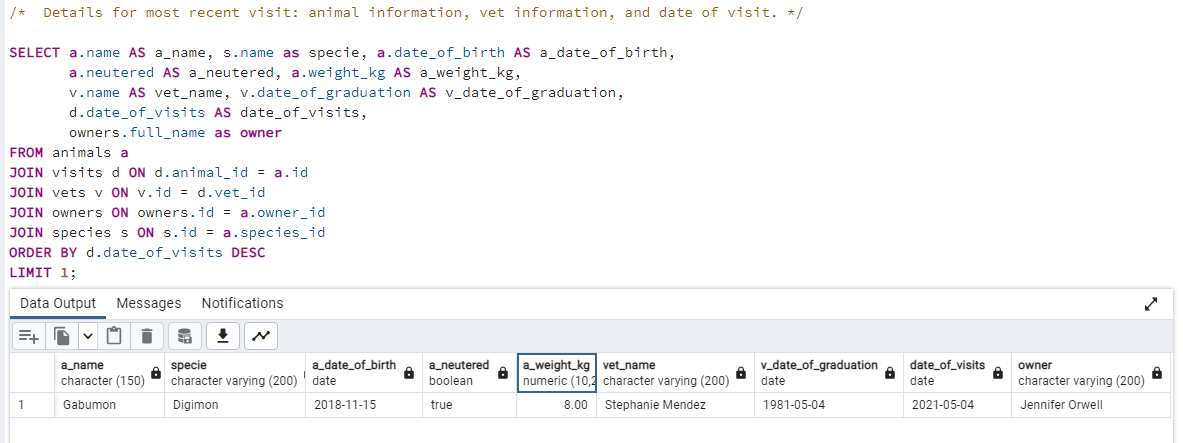 /*  Details for most recent visit: animal information, vet information, and date of visit. */
SELECT a.name AS a_name, s.name as specie, a.date_of_birth AS a_date_of_birth,
a.neutered AS a_neutered, a.weight_kg AS a_weight_kg,
v.name AS vet_name, v.date_of_graduation AS v_date_of_graduation,
d.date_of_visits AS date_of_visits,
owners.full_name as owner
FROM animals a
JOIN visits d ON d.animal_id = a.id
JOIN vets v ON v.id = d.vet_id
JOIN owners ON owners.id = a.owner_id
JOIN species s ON s.id = a.species_id
ORDER BY d.date_of_visits DESC
LIMIT 1;
Data Output Messages Notifications
a_name specie a_date_of_birth a_neutered a_weight_kg vet_name v_date_of_graduation date_of_visits owner
character (150) character varying (200) date boolean numeric (10,2 character varying (200) date date character varying (200)
1 Gabumon Digimon 2018-11-15 true 8.00 Stephanie Mendez 1981-05-04 2021-05-04 Jennifer Orwell